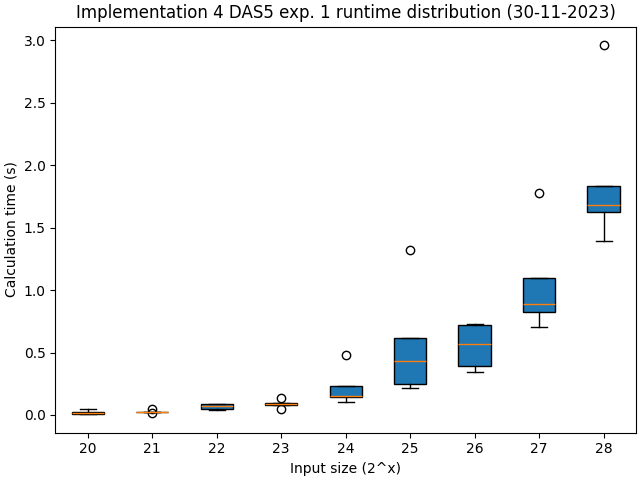 Implementation 4 DAS5 exp. 1 runtime distribution (30-11-2023)
3.0
2.5
2.0
1.5
1.0
0.5
0.0
Calculation time (s)
20 21 22 23 24 25 26 27 28
Input size (2^x)